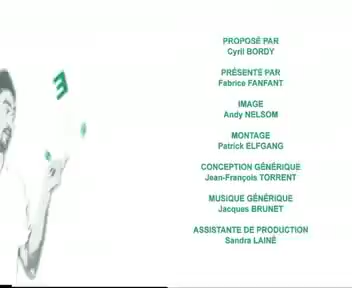 PROPOSÉ PAR
Cyril BORDY
PRÉSENTE PAR
Fabrice FANFANT
IMAGE
Andy NELSOM
MONTAGE
Patrick ELFGANG
CONCEPTION GÉNÉRIQUE
Jean-François TORRENT
MUSIQUE GÉNÉRIQUE
Jacques BRUNET
ASSISTANTE DE PRODUCTION
Sandra LAINÉ